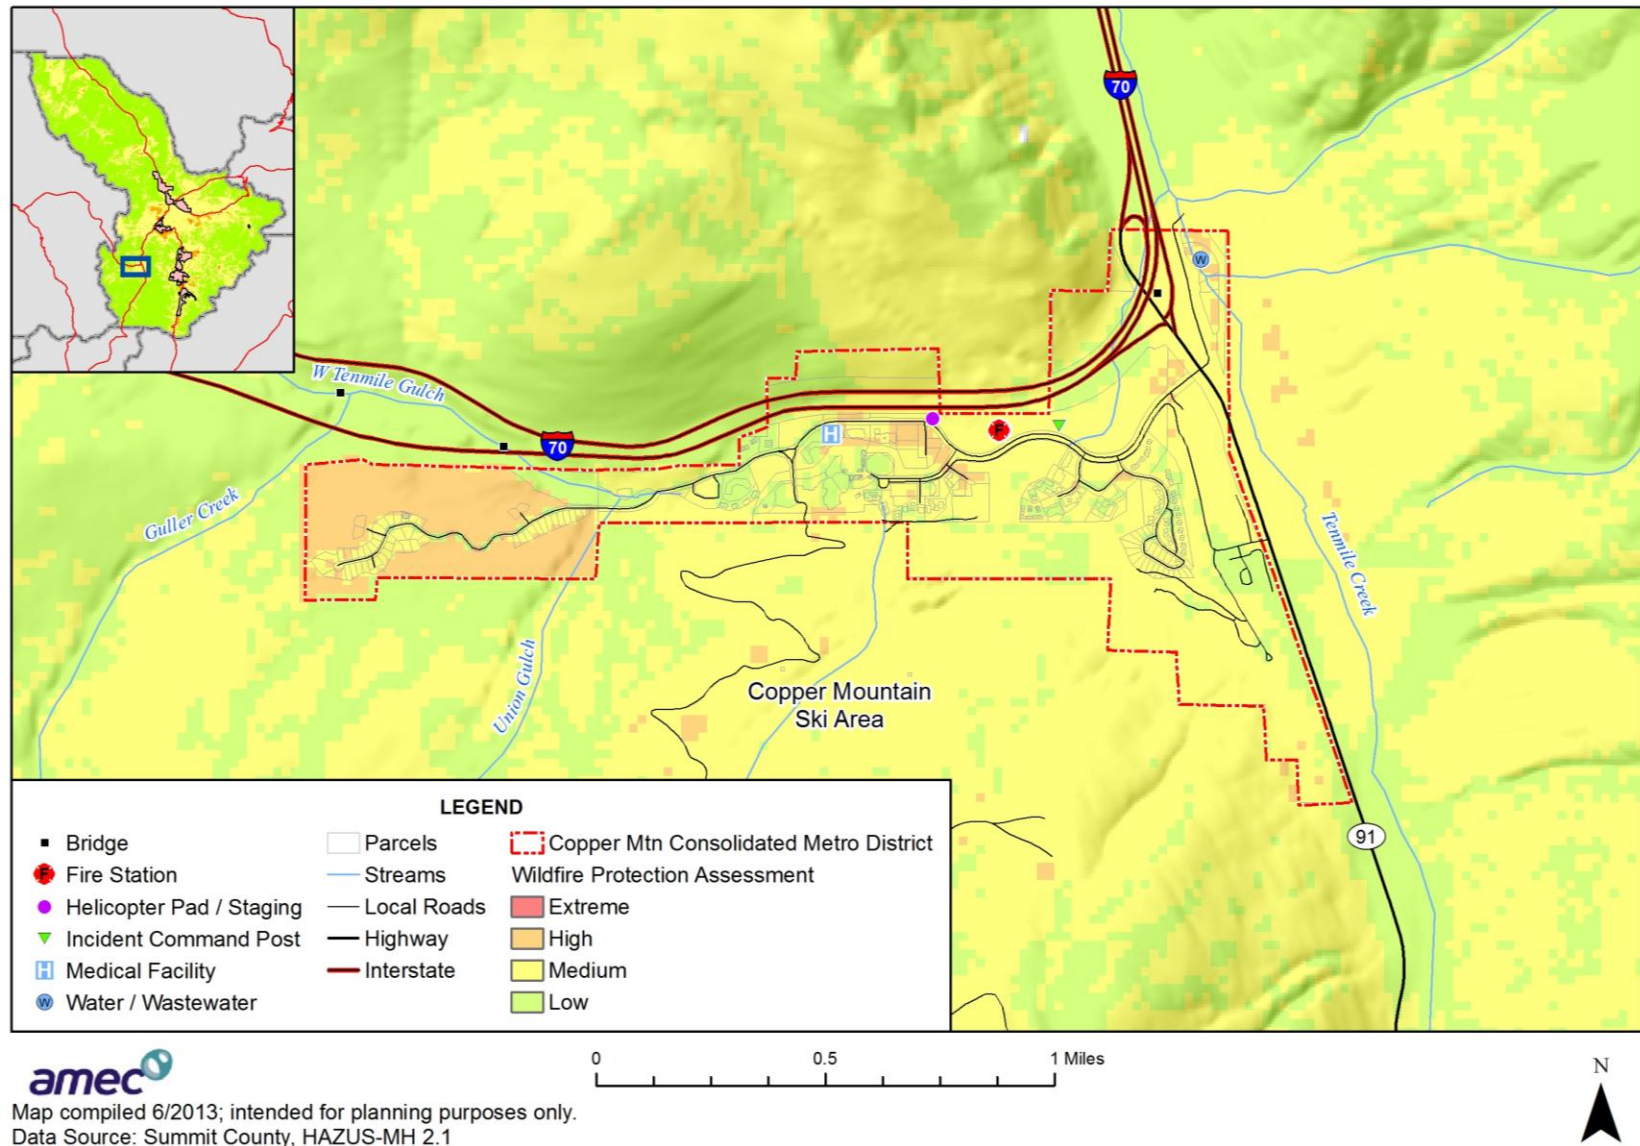 70
W Tenmile Gulch
W
H
F
70
Guller Creek
Tenmile Creek
Union Gulch
Copper Mountain
Ski Area
91
LEGEND
Bridge
F Fire Station
Helicopter Pad / Staging
Incident Command Post
H Medical Facility
W Water / Wastewater
Parcels
Streams
Local Roads
Highway
Interstate
Copper Mtn Consolidated Metro District
Wildfire Protection Assessment
Extreme
High
Medium
Low
amec
0 0.5 1 Miles
N
Map compiled 6/2013; intended for planning purposes only.
Data Source: Summit County, HAZUS-MH 2.1